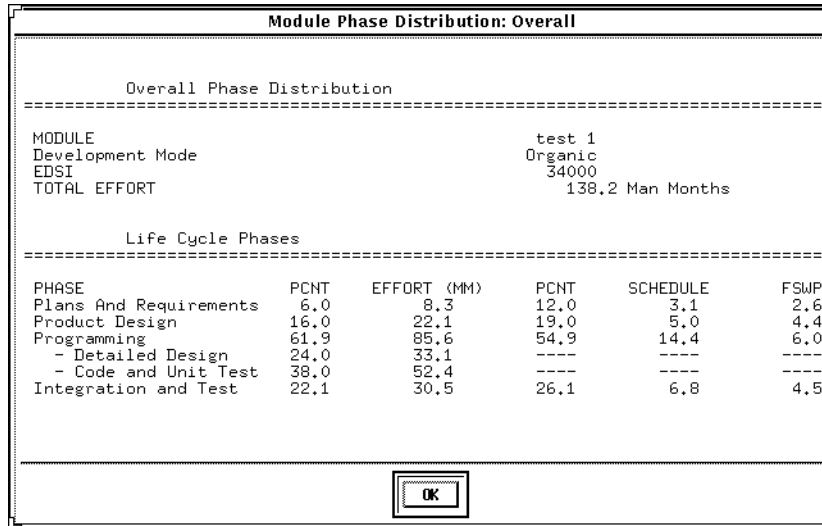 Module Phase Distribution: Overall
Overall Phase Distribution
================================================================================
MODULE test 1
Development Mode Organic
EDSI 34000
TOTAL EFFORT 138.2 Man Months
Life Cycle Phases
================================================================================
PHASE PCNT EFFORT (MM) PCNT SCHEDULE FSWP
Plans And Requirements 6.0 8.3 12.0 3.1 2.6
Product Design 16.0 22.1 19.0 5.0 4.4
Programming 61.9 85.6 54.9 14.4 6.0
- Detailed Design 24.0 33.1 ---- ---- ----
- Code and Unit Test 38.0 52.4 ---- ---- ----
Integration and Test 22.1 30.5 26.1 6.8 4.5
OK